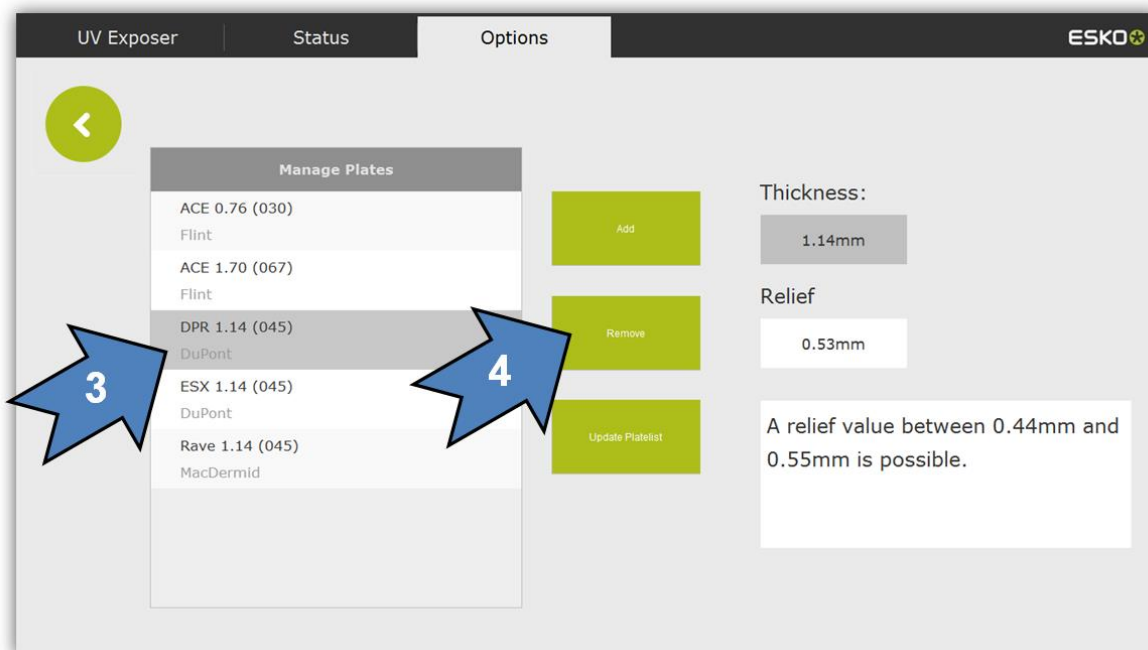 UV Exposer
Status
Options
ESKO
Manage Plates
ACE 0.76 (030)
Flint
ACE 1.70 (067)
Flint
DPR 1.14 (045)
DuPont
ESX 1.14 (045)
DuPont
Rave 1.14 (045)
MacDermid
3
4
Add
Remove
Update Platelist
Thickness:
1.14mm
Relief
0.53mm
A relief value between 0.44mm and
0.55mm is possible.